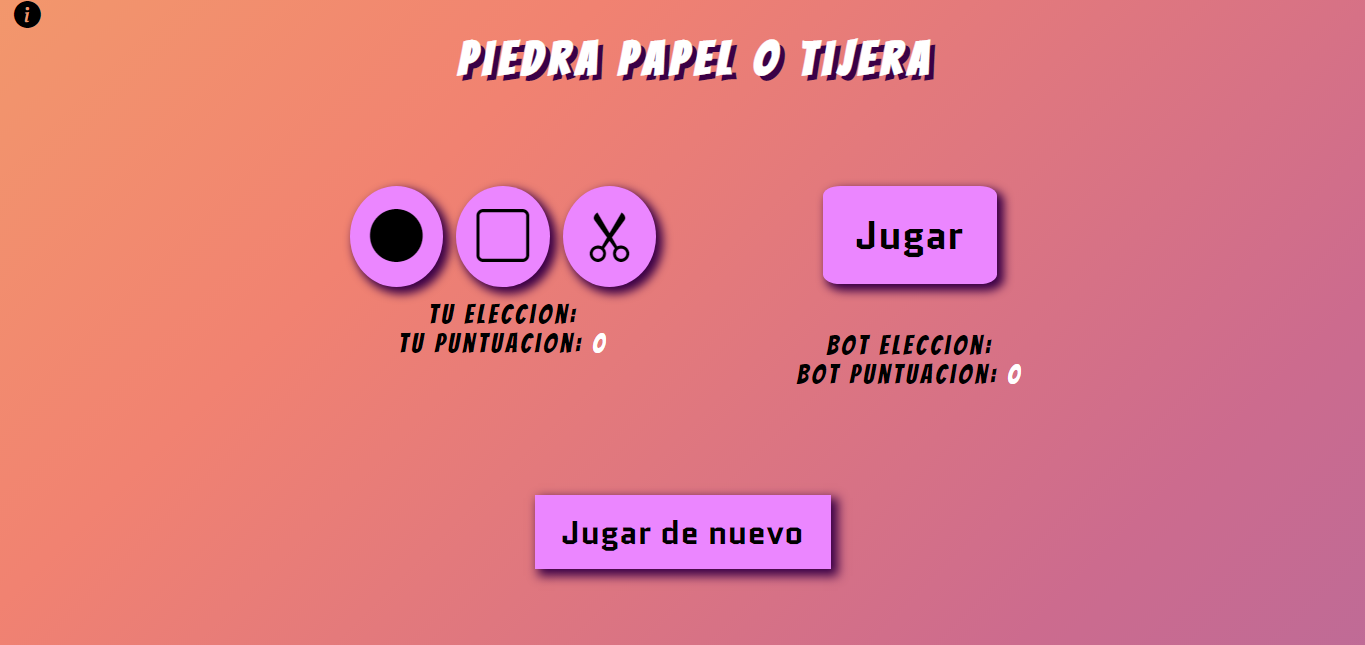 i
PIEDRA PAPEL O TIJERA
Jugar
TU ELECCION:
TU PUNTUACION: 0
BOT ELECCION:
BOT PUNTUACION: 0
Jugar de nuevo